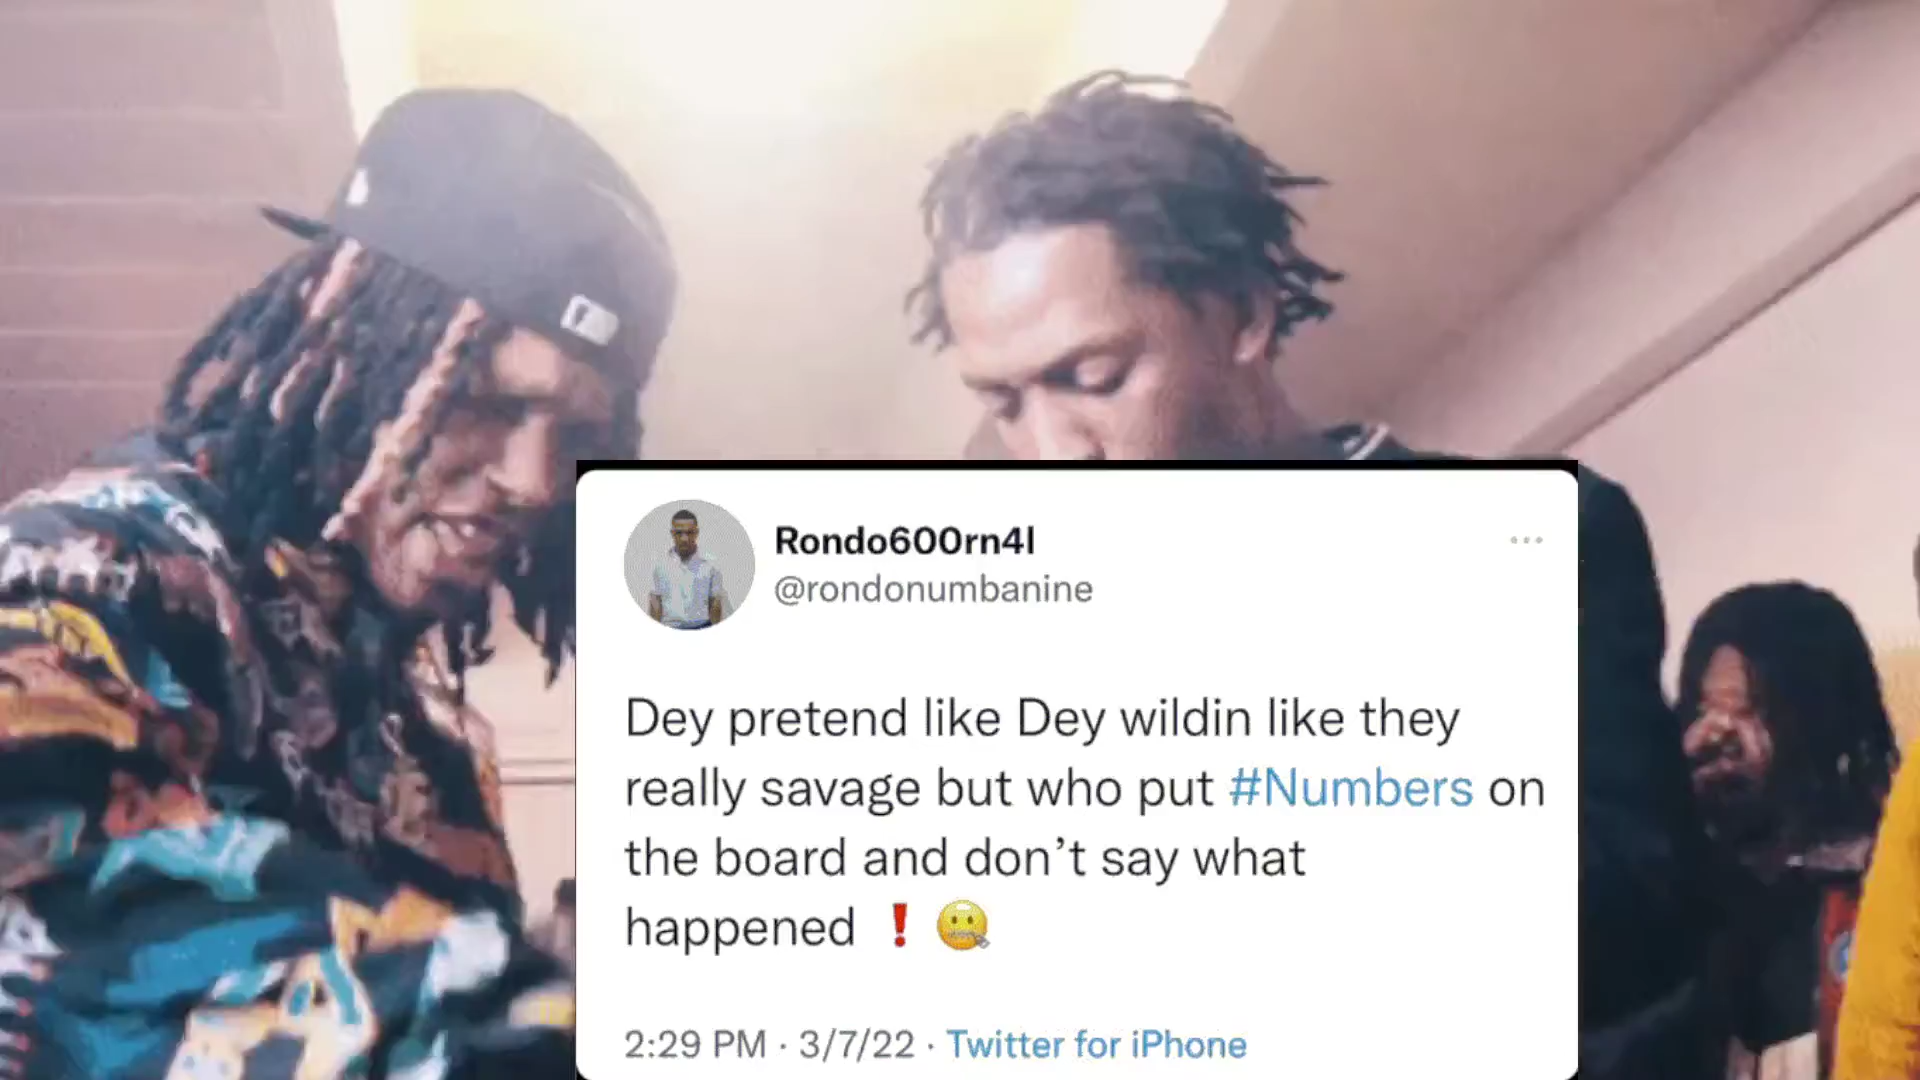 Rondo600rn4l
@rondonumbanine
Dey pretend like Dey wildin like they
really savage but who put #Numbers on
the board and don’t say what
happened ❗🤐
2:29 PM · 3/7/22 · Twitter for iPhone